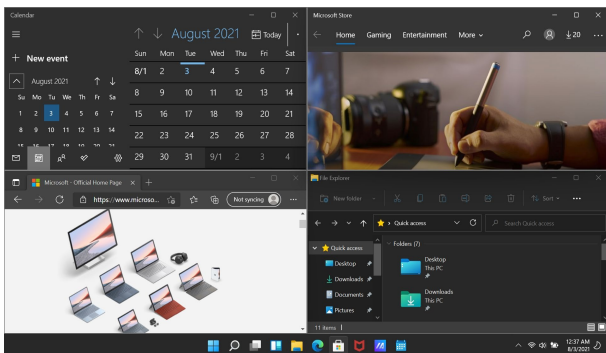 Calendar
August 2021
Today
New event
Sun Mon Tue Wed Thu Fri Sat
8/1 2 3 4 5 6 7
8 9 10 11 12 13 14
15 16 17 18 19 20 21
22 23 24 25 26 27 28
29 30 31 9/1 2 3 4
August 2021
Su Mo Tu We Th Fr Sa
1 2 3 4 5 6 7
8 9 10 11 12 13 14
15 16 17 18 19 20 21
Microsoft Store
Home Gaming Entertainment More
20
Microsoft - Official Home Page
https://www.microso...
Not syncing
File Explorer
New folder
Sort
Quick access
Search Quick access
Quick access
Desktop
Downloads
Documents
Pictures
Folders (7)
Desktop
This PC
Downloads
This PC
11 items
12:37 AM
8/3/2021